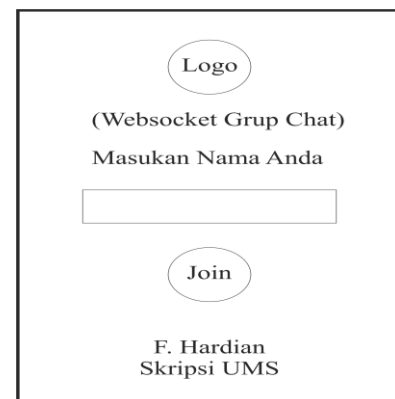 Logo
(Websocket Grup Chat)
Masukan Nama Anda
Join
F. Hardian
Skripsi UMS